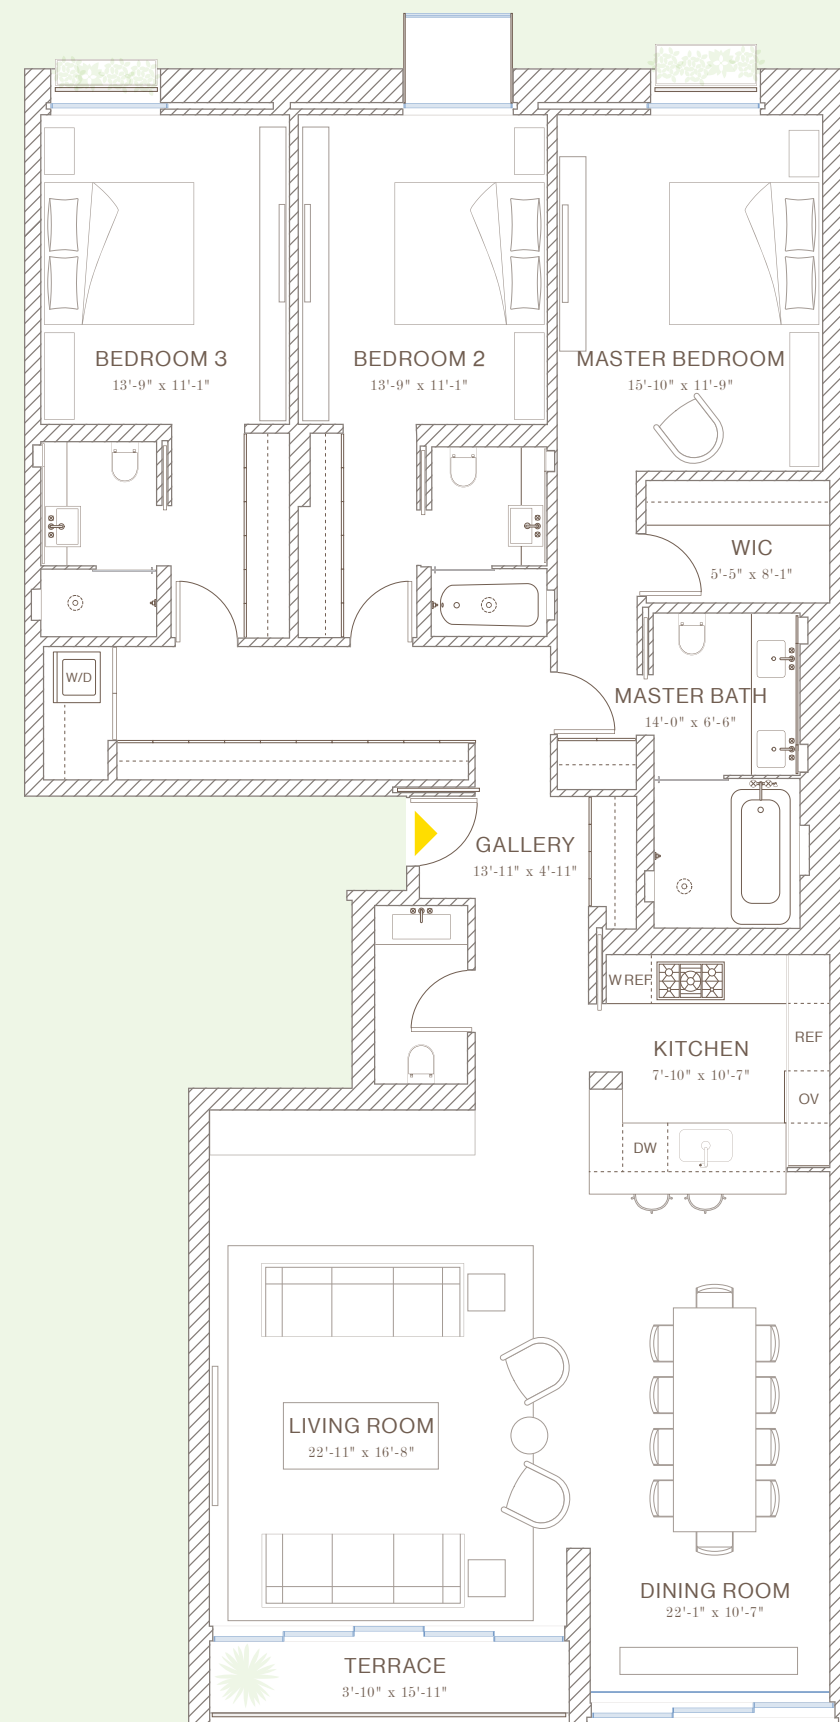 BEDROOM 3
13'-9" x 11'-1"
BEDROOM 2
13'-9" x 11'-1"
MASTER BEDROOM
15'-10" x 11'-9"
WIC
5'-5" x 8'-1"
W/D
MASTER BATH
14'-0" x 6'-6"
GALLERY
13'-11" x 4'-11"
W REF
KITCHEN
7'-10" x 10'-7"
REF
OV
DW
LIVING ROOM
22'-11" x 16'-8"
DINING ROOM
22'-1" x 10'-7"
TERRACE
3'-10" x 15'-11"